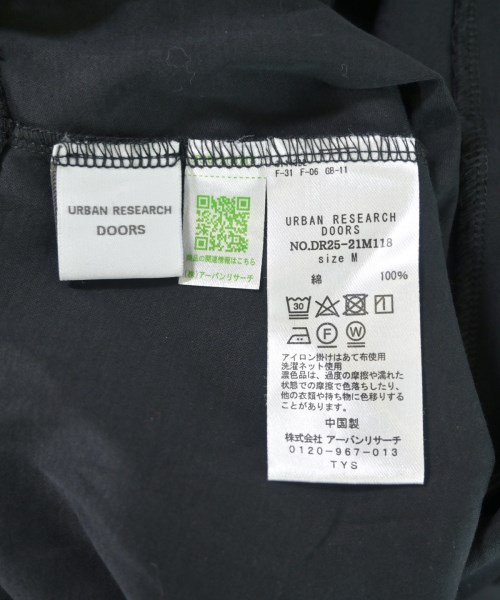 URBAN RESEARCH
DOORS
商品の関連情報はこちら
(株)アーバンリサーチ
F-31 F-06 GB-11
URBAN RESEARCH
DOORS
NO.DR25-21M118
size M
綿 100%
30
F W
アイロン掛けはあて布使用
洗濯ネット使用
濃色品は、過度の摩擦や濡れた
状態での摩擦で色落ちしたり、
他の衣類や持ち物に色移りする
ことがあります。
中国製
株式会社 アーバンリサーチ
0120-967-013
TYS